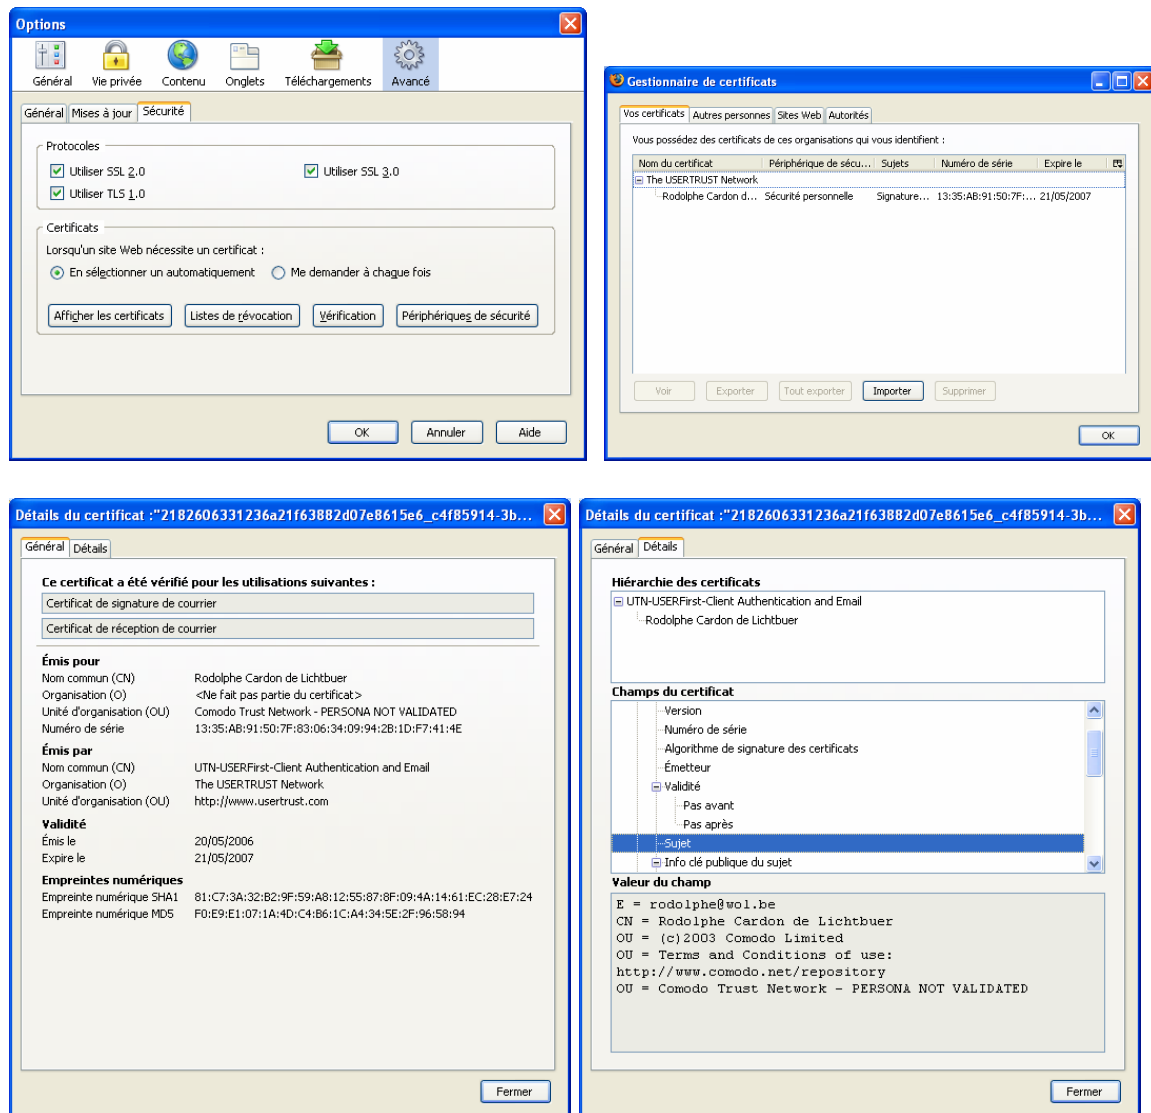 Options
Général Vie privée Contenu Onglets Téléchargements Avancé
Général Mises à jour Sécurité
Protocoles
Utiliser SSL 2.0 Utiliser SSL 3.0
Utiliser TLS 1.0
Certificats
Lorsqu'un site Web nécessite un certificat :
En sélectionner un automatiquement Me demander à chaque fois
Afficher les certificats Listes de révocation Vérification Périphériques de sécurité
OK Annuler Aide
Gestionnaire de certificats
Vos certificats Autres personnes Sites Web Autorités
Vous possédez des certificats de ces organisations qui vous identifient :
Nom du certificat Périphérique de sécu... Sujets Numéro de série Expire le
The USERTRUST Network
Rodolphe Cardon d... Sécurité personnelle Signature... 13:35:AB:91:50:7F:... 21/05/2007
Voir Exporter Tout exporter Importer Supprimer
OK
Détails du certificat :"2182606331236a21f63882d07e8615e6_c4f85914-3b...
Général Détails
Ce certificat a été vérifié pour les utilisations suivantes :
Certificat de signature de courrier
Certificat de réception de courrier
Émis pour
Nom commun (CN) Rodolphe Cardon de Lichtbuer
Organisation (O) <Ne fait pas partie du certificat>
Unité d'organisation (OU) Comodo Trust Network - PERSONA NOT VALIDATED
Numéro de série 13:35:AB:91:50:7F:83:06:34:09:94:2B:1D:F7:41:4E
Émis par
Nom commun (CN) UTN-USERFirst-Client Authentication and Email
Organisation (O) The USERTRUST Network
Unité d'organisation (OU) http://www.usertrust.com
Validité
Émis le 20/05/2006
Expire le 21/05/2007
Empreintes numériques
Empreinte numérique SHA1 81:C7:3A:32:B2:9F:59:A8:12:55:87:8F:09:4A:14:61:EC:28:E7:24
Empreinte numérique MD5 F0:E9:E1:07:1A:4D:C4:B6:1C:A4:34:5E:2F:96:58:94
Fermer
Détails du certificat :"2182606331236a21f63882d07e8615e6_c4f85914-3b...
Général Détails
Hiérarchie des certificats
UTN-USERFirst-Client Authentication and Email
Rodolphe Cardon de Lichtbuer
Champs du certificat
Version
Numéro de série
Algorithme de signature des certificats
Émetteur
Validité
Pas avant
Pas après
Sujet
Info clé publique du sujet
Valeur du champ
E = rodolphe@wol.be
CN = Rodolphe Cardon de Lichtbuer
OU = (c)2003 Comodo Limited
OU = Terms and Conditions of use:
http://www.comodo.net/repository
OU = Comodo Trust Network - PERSONA NOT VALIDATED
Fermer